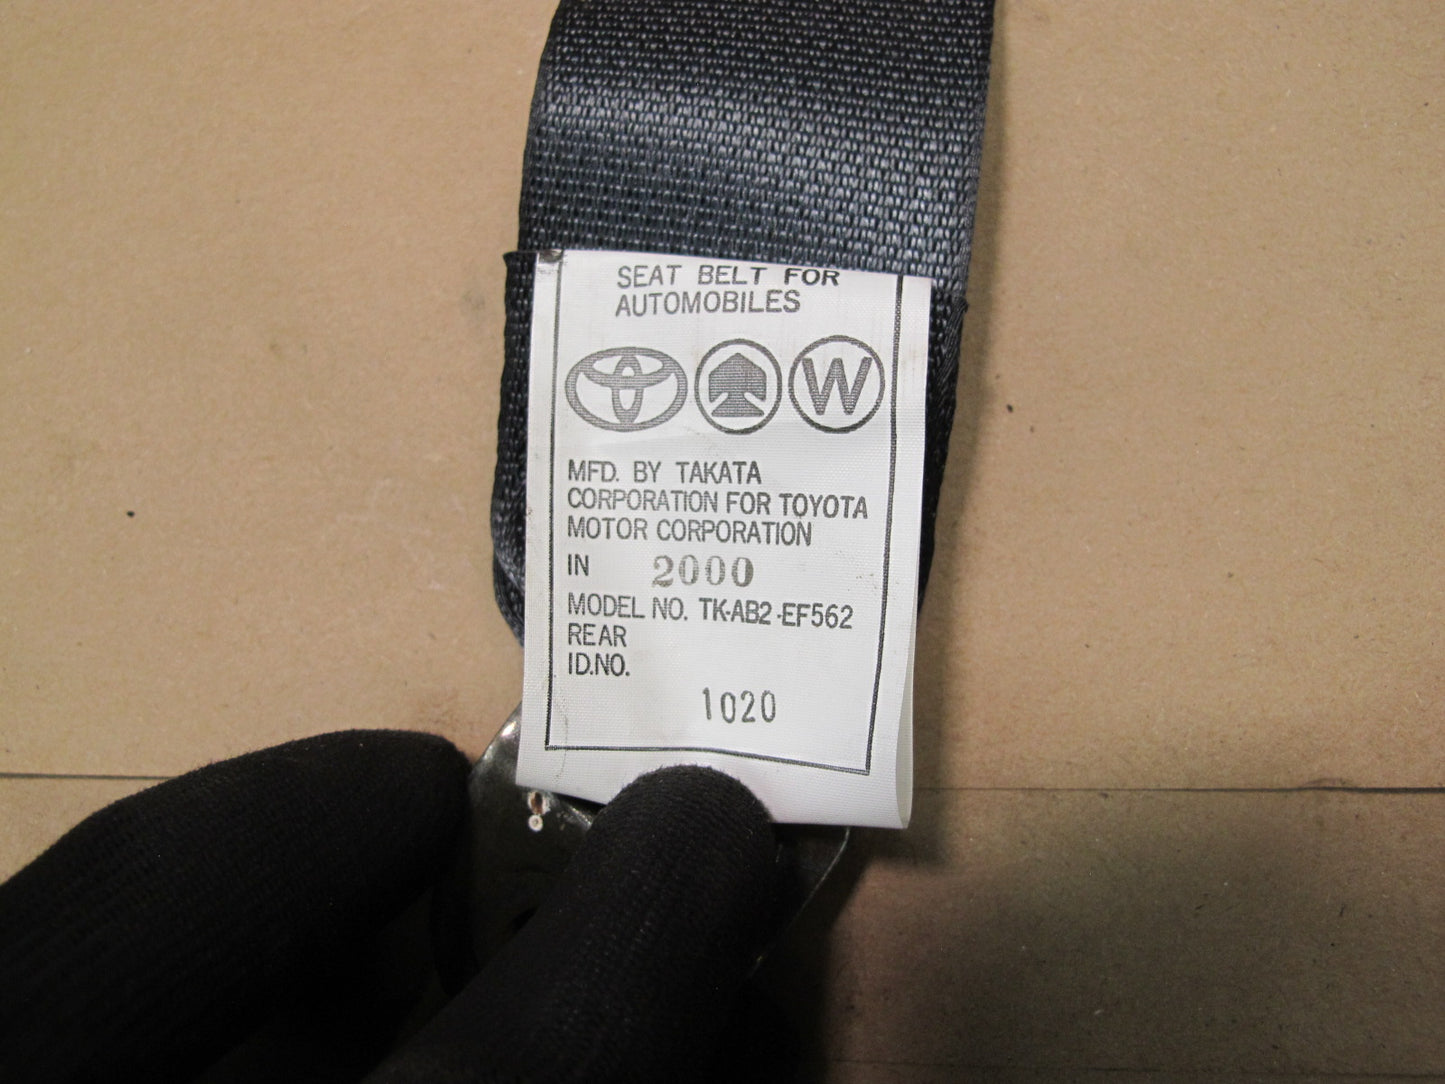 SEAT BELT FOR
AUTOMOBILES
W
MFD. BY TAKATA
CORPORATION FOR TOYOTA
MOTOR CORPORATION
IN 2000
MODEL NO. TK-AB2-EF562
REAR
ID.NO.
1020